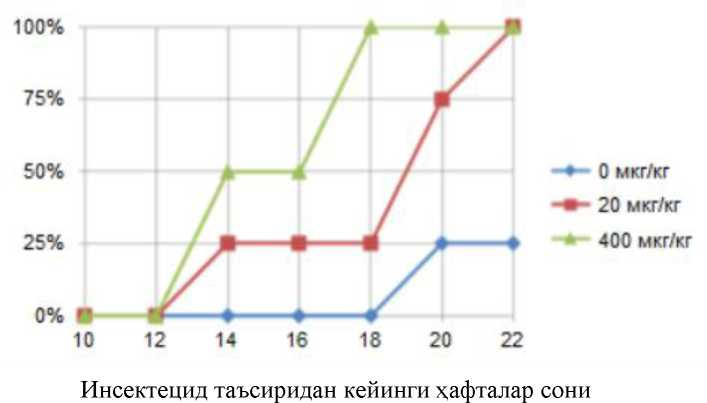 100%
75%
50%
25%
0%
10 12 14 16 18 20 22
0 мкг/кг
20 мкг/кг
400 мкг/кг
Инсектецид таъсиридан кейинги ҳафталар сони